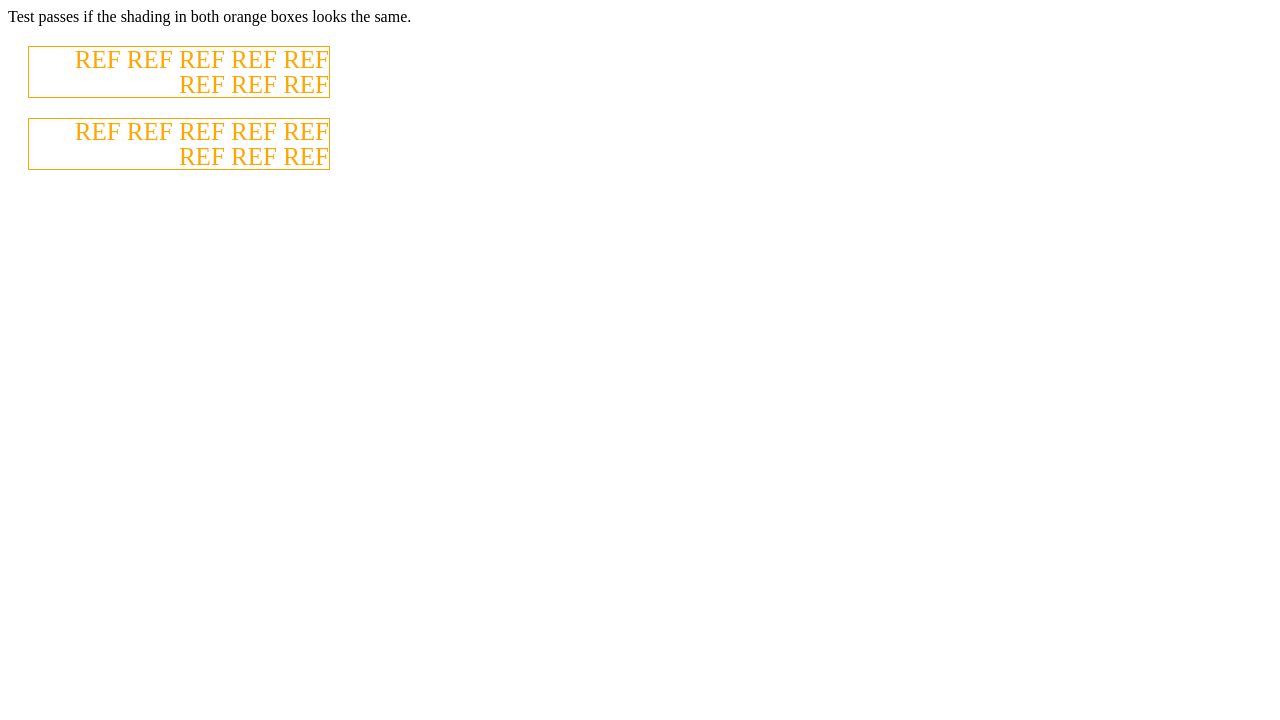 Test passes if the shading in both orange boxes looks the same.
REF REF REF REF REF
REF REF REF
REF REF REF REF REF
REF REF REF